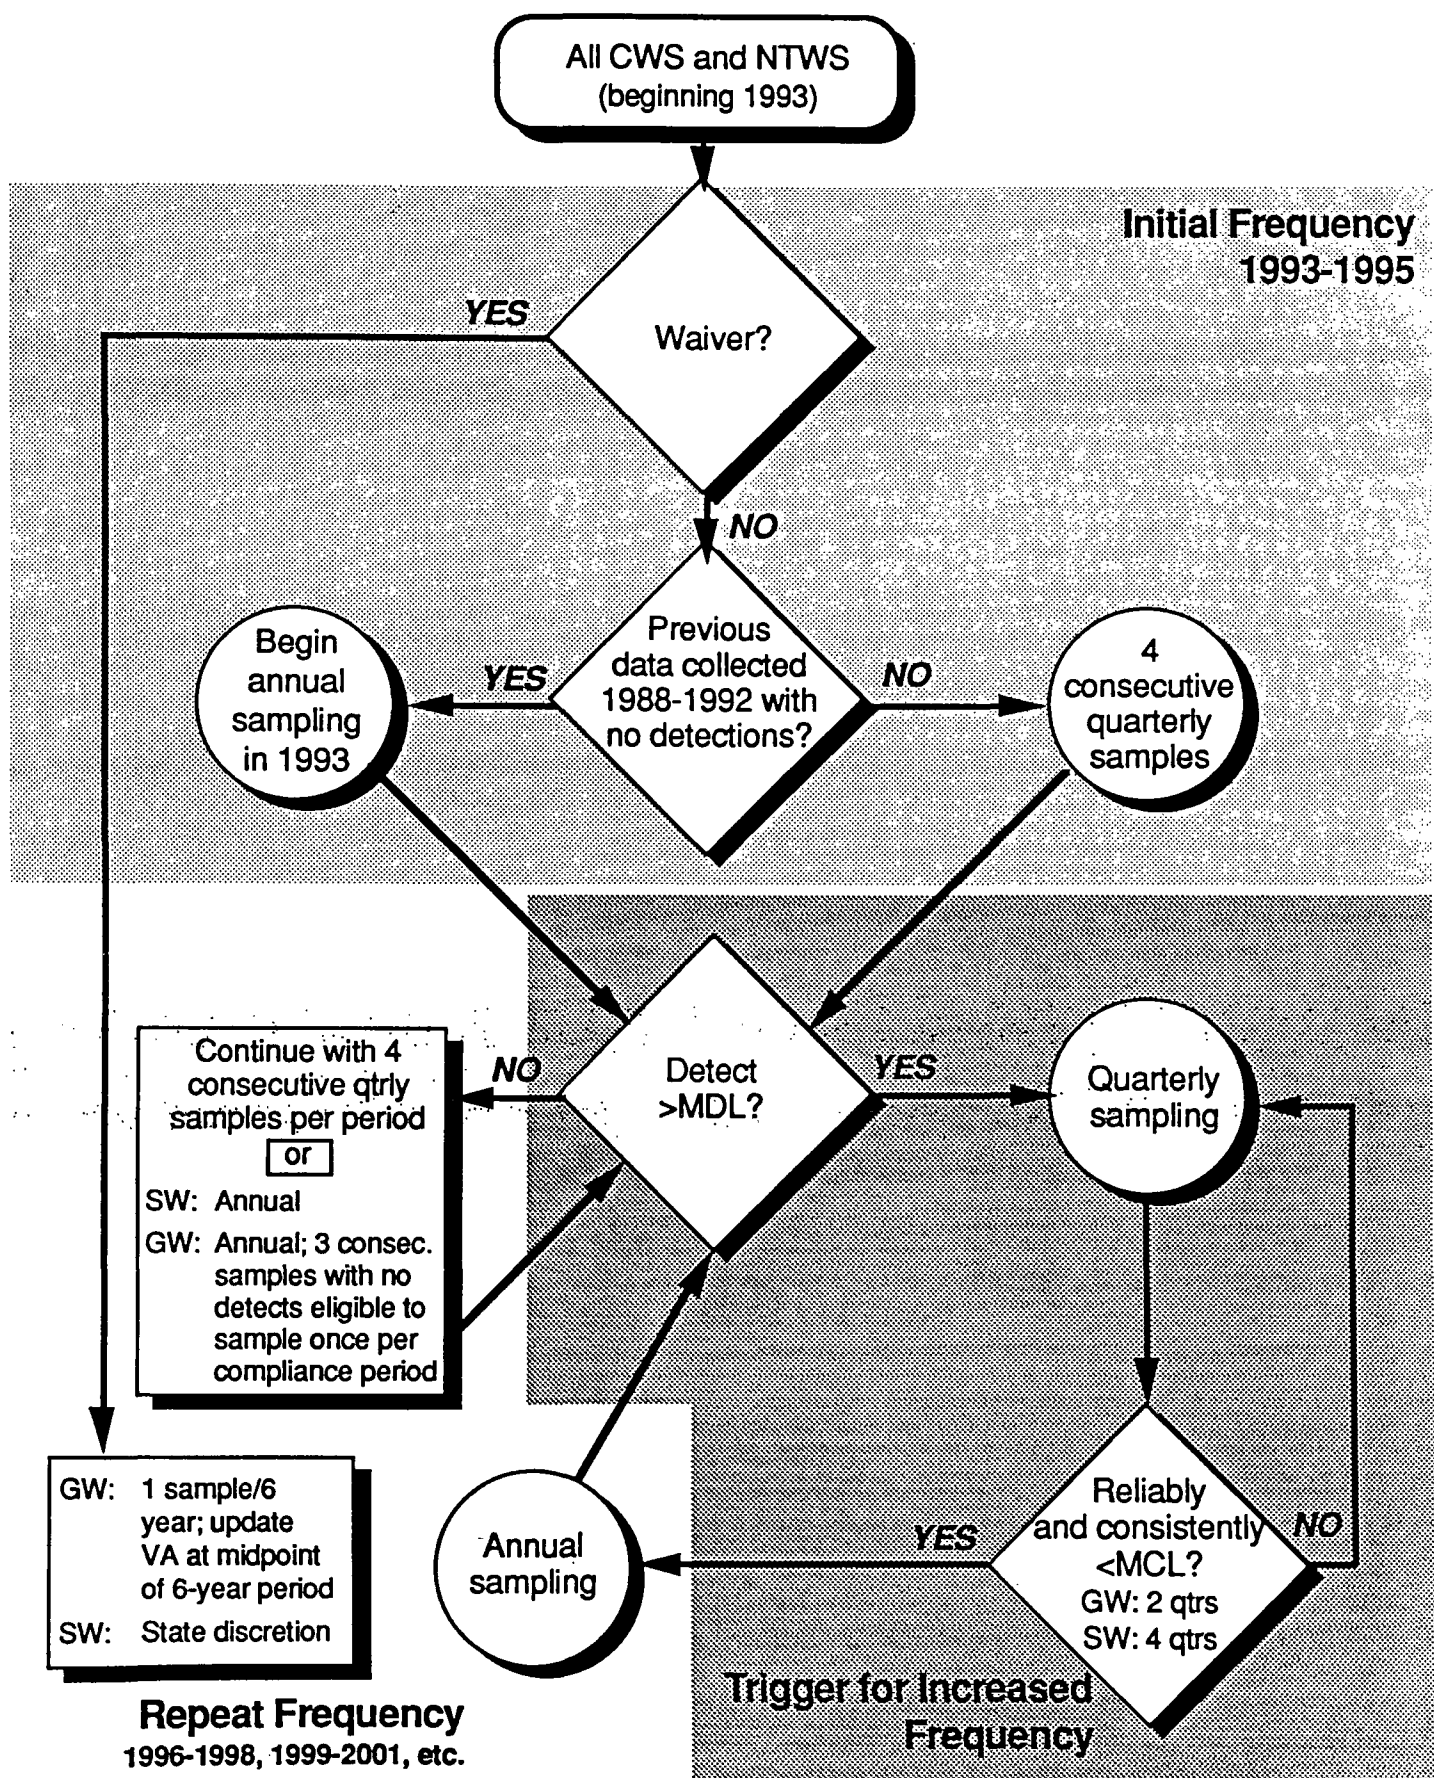 All CWS and NTWS
(beginning 1993)
Initial Frequency
1993-1995
YES
Waiver?
NO
Begin
annual
sampling
in 1993
YES
Previous
data collected
1988-1992 with
no detections?
NO
4
consecutive
quarterly
samples
Continue with 4
consecutive qtrly
samples per period
or
SW: Annual
GW: Annual; 3 consec.
samples with no
detects eligible to
sample once per
compliance period
NO
Detect
>MDL?
YES
Quarterly
sampling
GW: 1 sample/6
year; update
VA at midpoint
of 6-year period
SW: State discretion
Annual
sampling
YES
Reliably
and consistently
<MCL?
GW: 2 qtrs
SW: 4 qtrs
NO
Trigger for Increased
Frequency
Repeat Frequency
1996-1998, 1999-2001, etc.